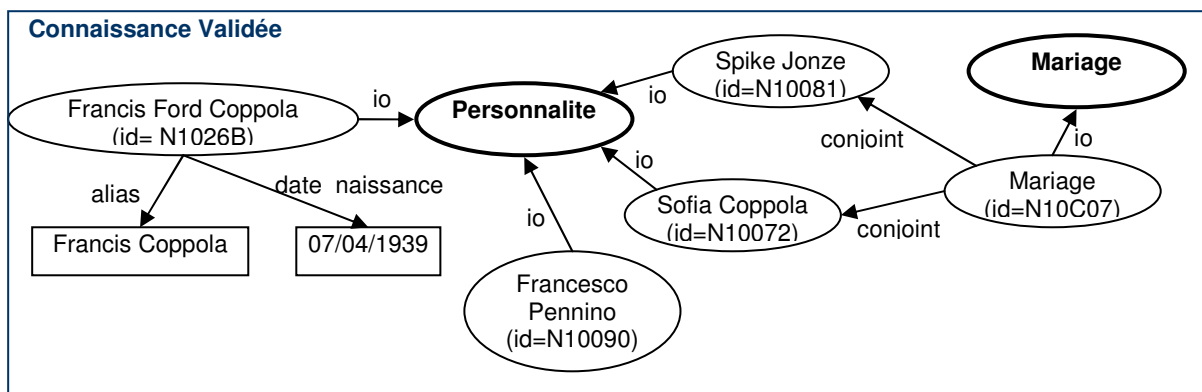 Connaissance Validée
Francis Ford Coppola
(id= N1026B)
io
Personnalite
Spike Jonze
(id=N10081)
io
Mariage
conjoint
io
alias
date naissance
io
io
Sofia Coppola
(id=N10072)
conjoint
Mariage
(id=N10C07)
Francis Coppola
07/04/1939
Francesco
Pennino
(id=N10090)